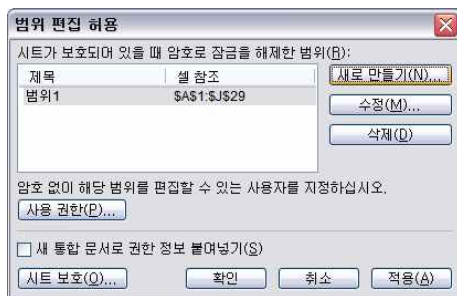 범위 편집 허용
시트가 보호되어 있을 때 암호로 잠금을 해제한 범위(R):
제목 셀 참조
범위1 $A$1:$J$29
새로 만들기(N)...
수정(M)...
삭제(D)
암호 없이 해당 범위를 편집할 수 있는 사용자를 지정하십시오.
사용 권한(P)...
새 통합 문서로 권한 정보 붙여넣기(S)
시트 보호(O)... 확인 취소 적용(A)